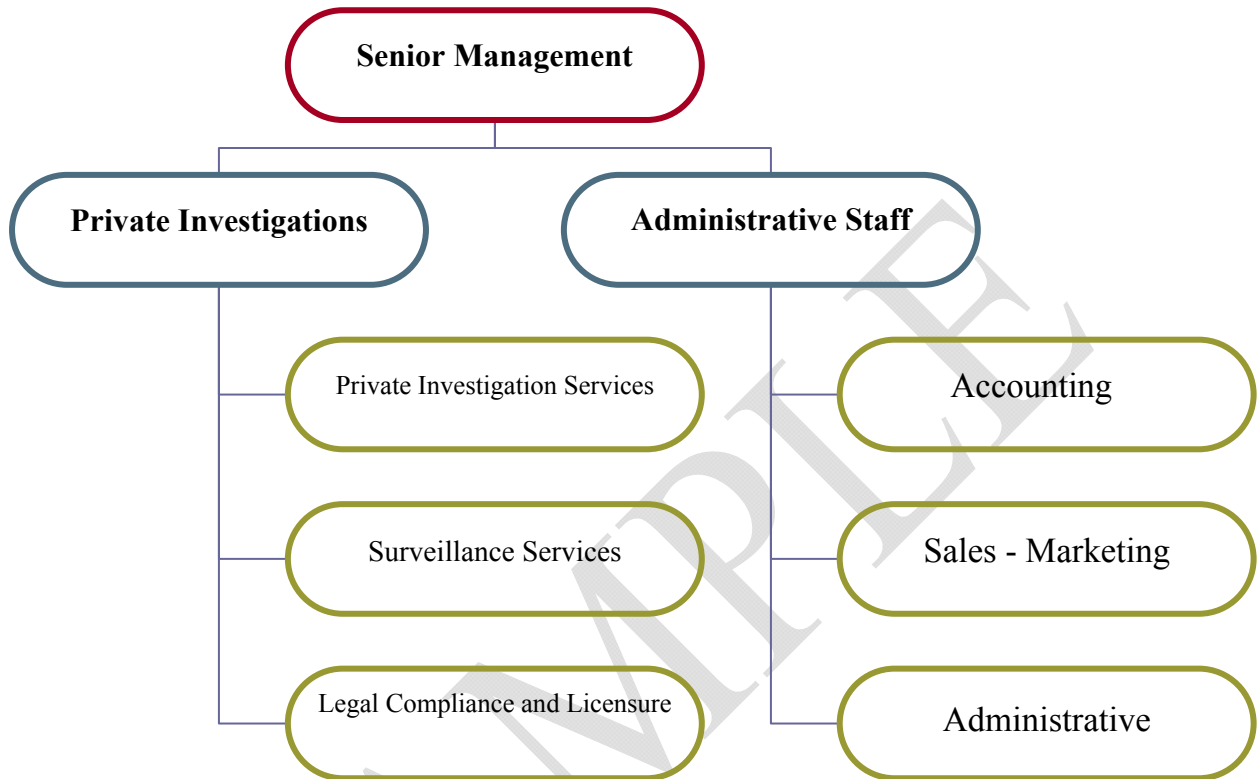 Senior Management
Private Investigations
Administrative Staff
Private Investigation Services
Accounting
Surveillance Services
Sales - Marketing
Legal Compliance and Licensure
Administrative
MPLE